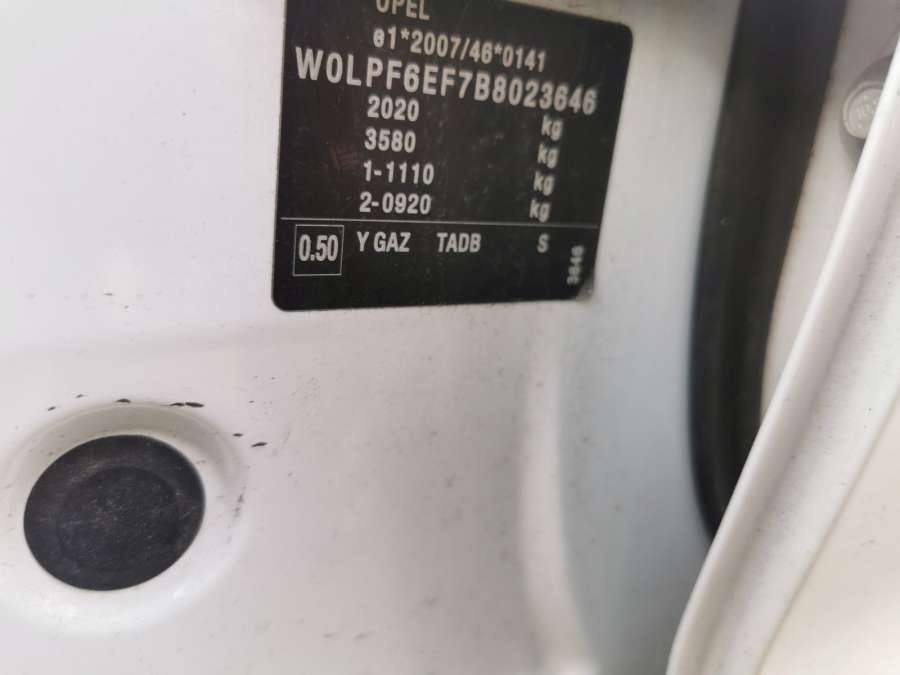 OPEL
e1*2007/46*0141
W0LPF6EF7B8023646
2020 kg
3580 kg
1-1110 kg
2-0920 kg
0.50 Y GAZ TADB S
3646